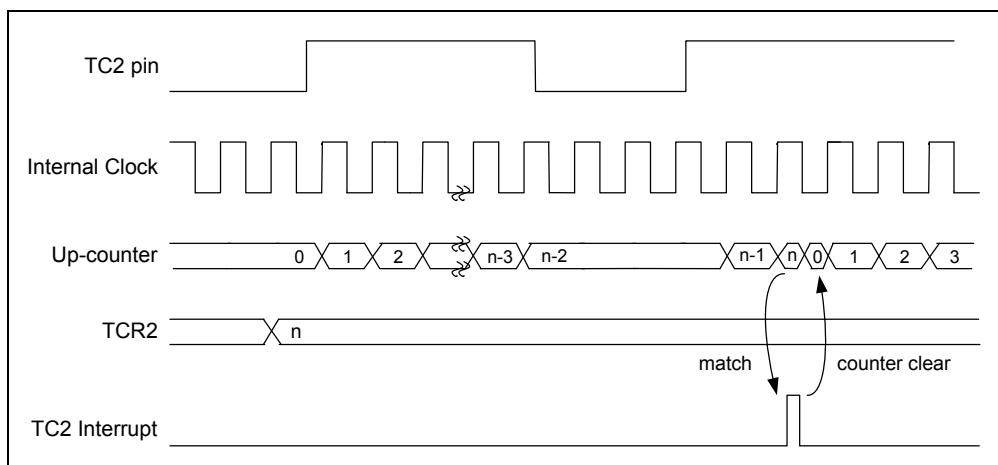 TC2 pin
Internal Clock
Up-counter 0 1 2 n-3 n-2 n-1 n 0 1 2 3
TCR2 n
match counter clear
TC2 Interrupt